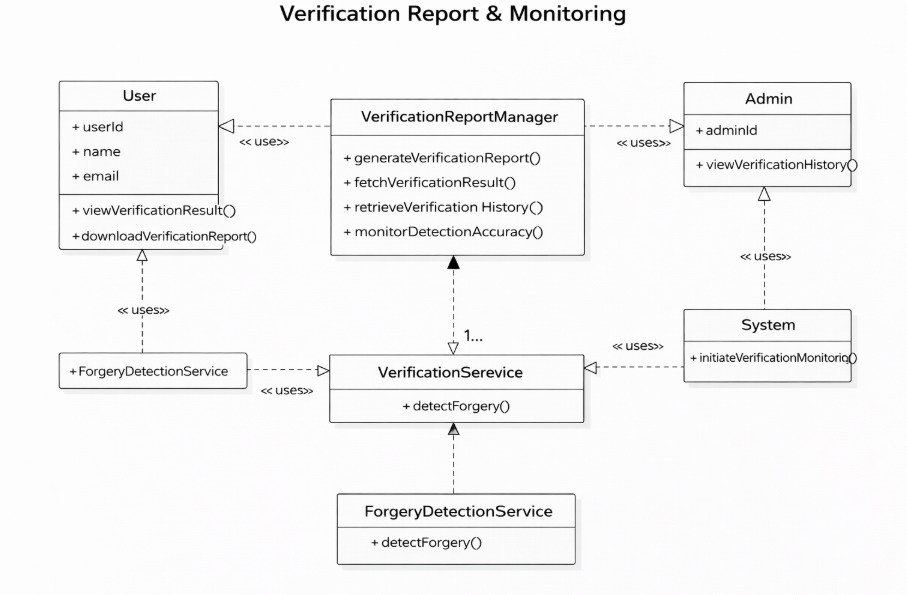 Verification Report & Monitoring
User
+ userId
+ name
+ email
+ viewVerificationResult()
+downloadVerificationReport()
<< use>>
VerificationReportManager
+ generateVerificationReport()
+ fetchVerificationResult()
+ retrieveVerification History()
+ monitorDetectionAccuracy()
<< uses>>
Admin
+ adminId
+ viewVerificationHistory()
<< uses>>
<< uses>>
1...
System
+ initiateVerificationMonitoring()
<< uses>>
+ForgeryDetectionService
<< uses>>
VerificationSerevice
+ detectForgery()
ForgeryDetectionService
+ detectForgery()